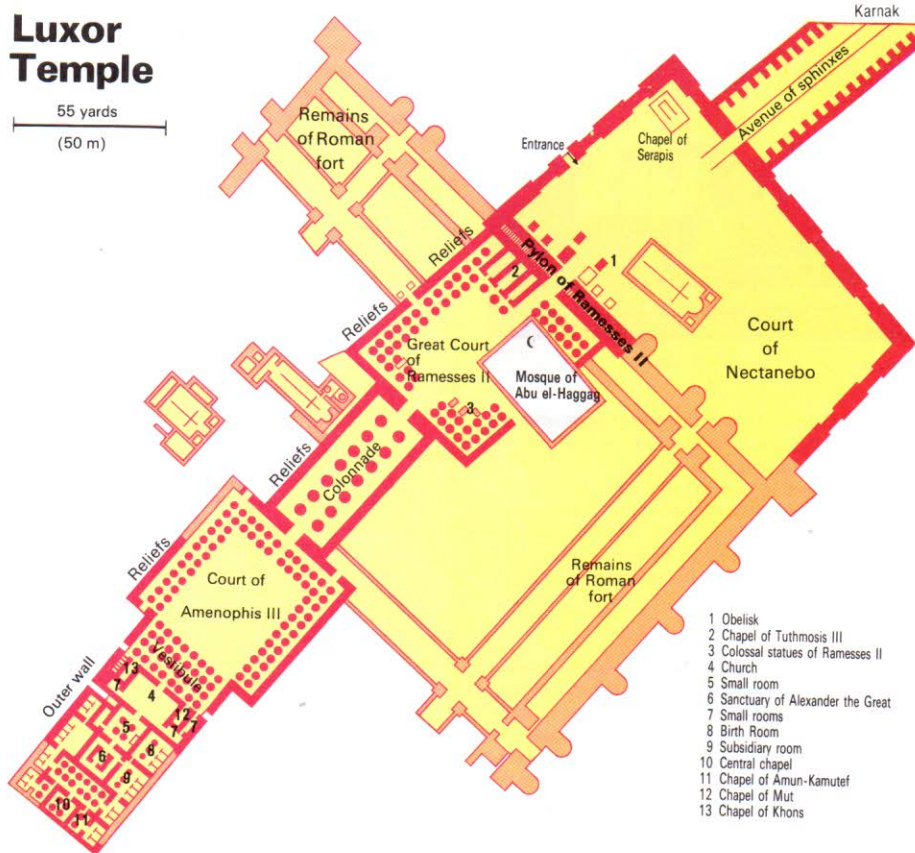 Luxor
Temple
55 yards
(50 m)
Karnak
Avenue of sphinxes
Remains
of Roman
fort
Entrance
Chapel of
Serapis
Reliefs
Pylon of Ramesses II
1
2
Reliefs
Great Court
of
Ramesses II
C
Mosque of
Abu el-Haggag
Court
of
Nectanebo
3
Reliefs
Colonnade
Reliefs
Court of
Amenophis III
Remains
of Roman
fort
Vestibule
Outer wall
13
7
4
12
7
7
5
8
6
9
10
11
1 Obelisk
2 Chapel of Tuthmosis III
3 Colossal statues of Ramesses II
4 Church
5 Small room
6 Sanctuary of Alexander the Great
7 Small rooms
8 Birth Room
9 Subsidiary room
10 Central chapel
11 Chapel of Amun-Kamutef
12 Chapel of Mut
13 Chapel of Khons